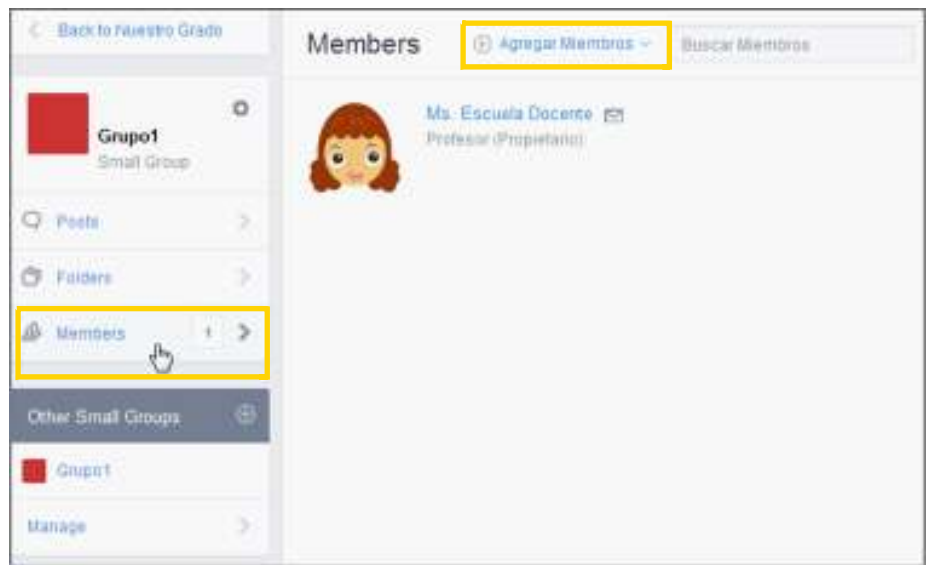 Back to Nuestro Grado
Grupo1
Small Group
Posts
Folders
Members 1
Other Small Groups
Grupo1
Manage
Members
Agregar Miembros
Buscar Miembros
Ms. Escuela Docente
Profesor (Propietario)